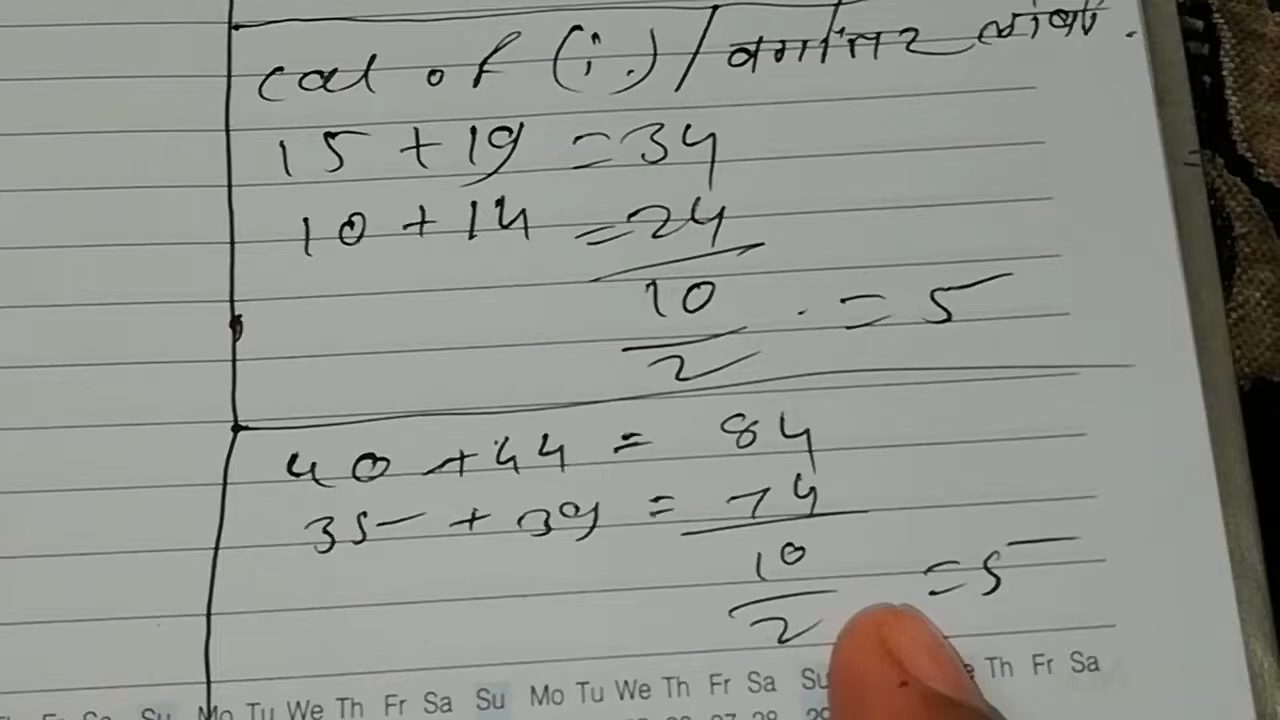 cal of (i.) / वर्गान्तर
15 + 19 = 34
10 + 14 = 24
10
2 . = 5
40 + 44 = 84
35 + 39 = 74
10
2 = 5
Su Mo Tu We Th Fr Sa Su Mo Tu We Th Fr Sa Su Th Fr Sa